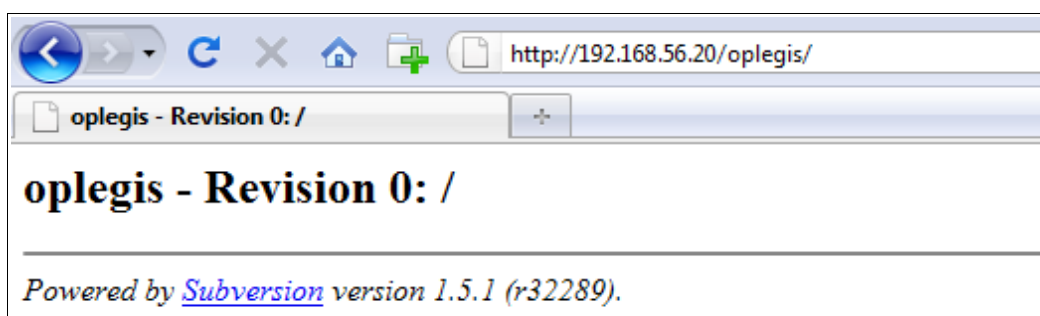 http://192.168.56.20/oplegis/
oplegis - Revision 0: /
oplegis - Revision 0: /
Powered by Subversion version 1.5.1 (r32289).